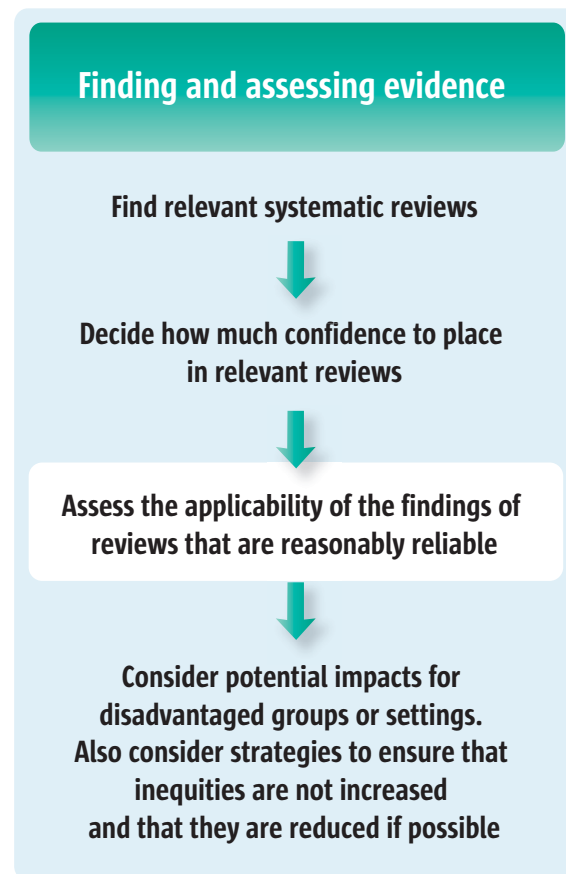 Finding and assessing evidence
Find relevant systematic reviews
Decide how much confidence to place
in relevant reviews
Assess the applicability of the findings of
reviews that are reasonably reliable
Consider potential impacts for
disadvantaged groups or settings.
Also consider strategies to ensure that
inequities are not increased
and that they are reduced if possible